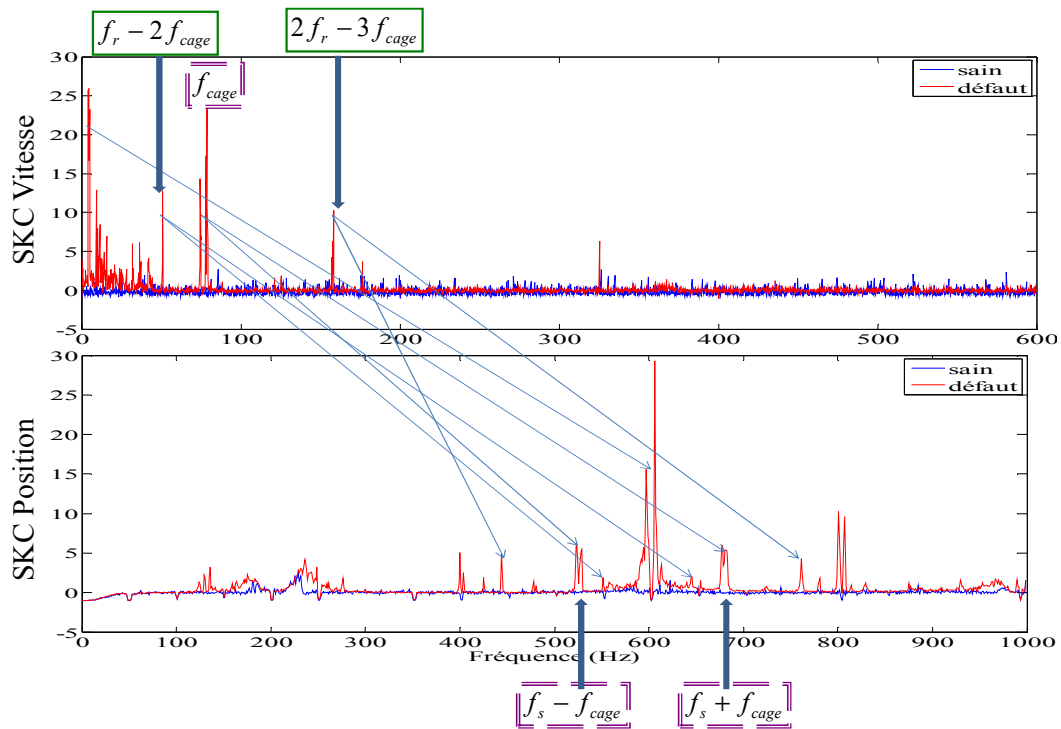 f_r − 2f_cage
2f_r − 3f_cage
f_cage
sain
défaut
SKC Vitesse
30
25
20
15
10
5
0
-5
0 100 200 300 400 500 600
sain
défaut
SKC Position
30
25
20
15
10
5
0
-5
0 100 200 300 400 500 600 700 800 900 1000
Fréquence (Hz)
f_s − f_cage
f_s + f_cage